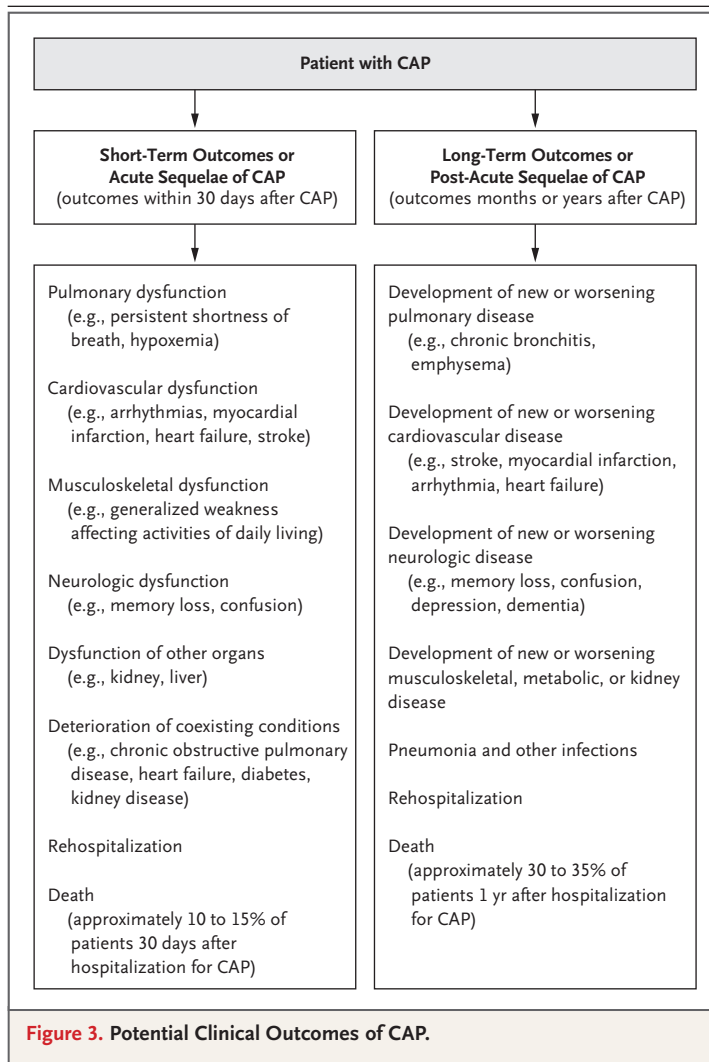 Patient with CAP
Short-Term Outcomes or
Acute Sequelae of CAP
(outcomes within 30 days after CAP)
Pulmonary dysfunction
(e.g., persistent shortness of
breath, hypoxemia)
Cardiovascular dysfunction
(e.g., arrhythmias, myocardial
infarction, heart failure, stroke)
Musculoskeletal dysfunction
(e.g., generalized weakness
affecting activities of daily living)
Neurologic dysfunction
(e.g., memory loss, confusion)
Dysfunction of other organs
(e.g., kidney, liver)
Deterioration of coexisting conditions
(e.g., chronic obstructive pulmonary
disease, heart failure, diabetes,
kidney disease)
Rehospitalization
Death
(approximately 10 to 15% of
patients 30 days after
hospitalization for CAP)
Long-Term Outcomes or
Post-Acute Sequelae of CAP
(outcomes months or years after CAP)
Development of new or worsening
pulmonary disease
(e.g., chronic bronchitis,
emphysema)
Development of new or worsening
cardiovascular disease
(e.g., stroke, myocardial infarction,
arrhythmia, heart failure)
Development of new or worsening
neurologic disease
(e.g., memory loss, confusion,
depression, dementia)
Development of new or worsening
musculoskeletal, metabolic, or kidney
disease
Pneumonia and other infections
Rehospitalization
Death
(approximately 30 to 35% of
patients 1 yr after hospitalization
for CAP)
Figure 3. Potential Clinical Outcomes of CAP.